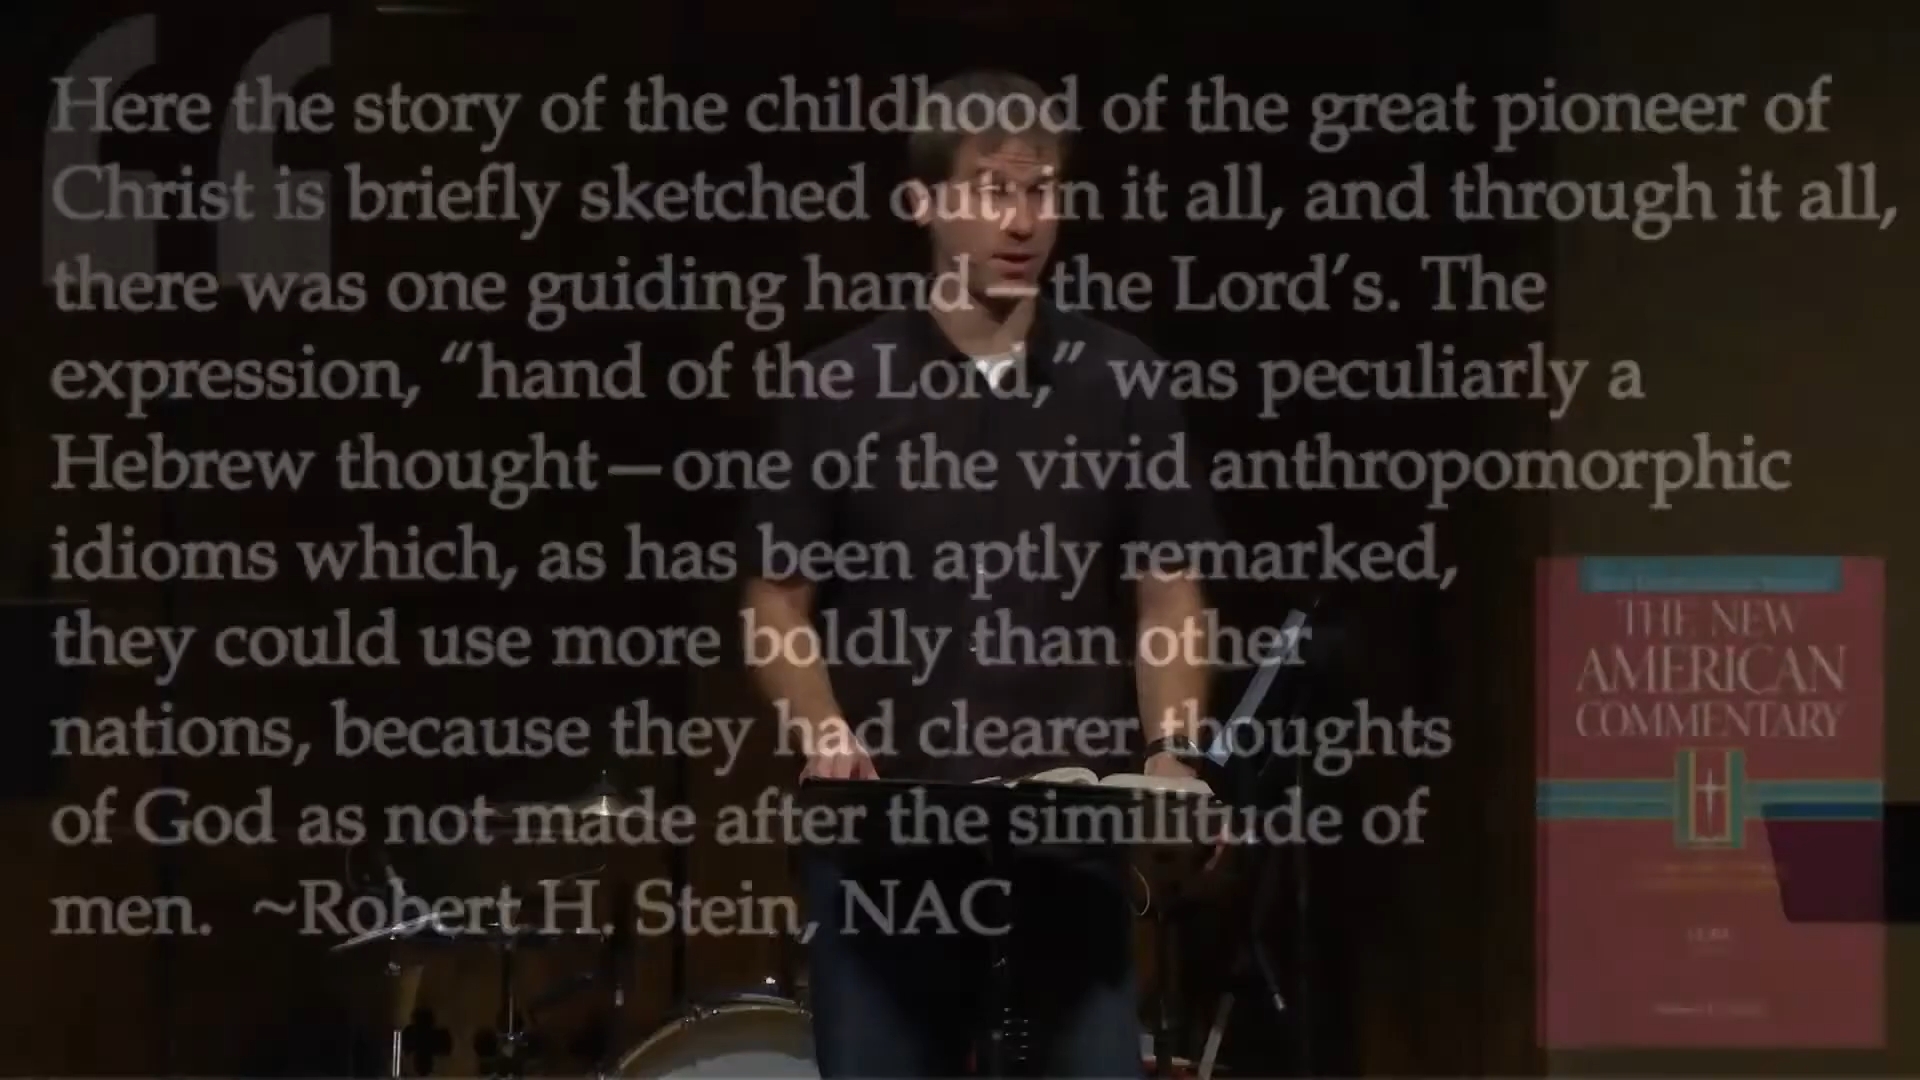 Here the story of the childhood of the great pioneer of
Christ is briefly sketched out; in it all, and through it all,
there was one guiding hand—the Lord's. The
expression, “hand of the Lord,” was peculiarly a
Hebrew thought—one of the vivid anthropomorphic
idioms which, as has been aptly remarked,
they could use more boldly than other
nations, because they had clearer thoughts
of God as not made after the similitude of
men. ~Robert H. Stein, NAC
THE NEW
AMERICAN
COMMENTARY
LUKE